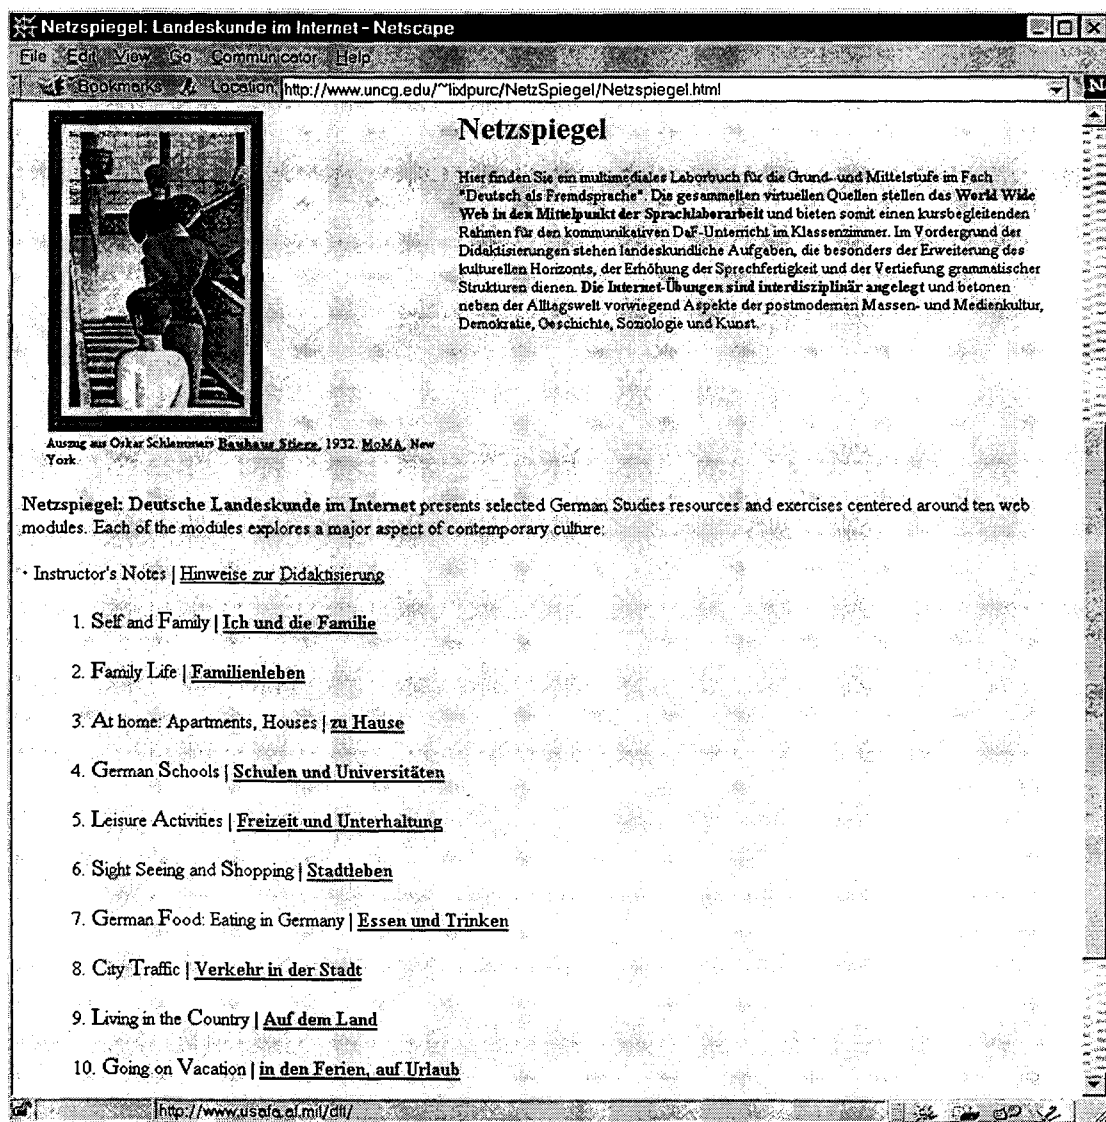 Netzspiegel: Landeskunde im Internet - Netscape
File Edit View Go Communicator Help
Bookmarks Location: http://www.uncg.edu/~lixlpurc/NetzSpiegel/Netzspiegel.html
N
Netzspiegel
Hier finden Sie ein multimediales Laborbuch für die Grund- und Mittelstufe im Fach
"Deutsch als Fremdsprache". Die gesammelten virtuellen Quellen stellen das World Wide
Web in den Mittelpunkt der Sprachlaborarbeit und bieten somit einen kursbegleitenden
Rahmen für den kommunikativen DaF-Unterricht im Klassenzimmer. Im Vordergrund der
Didaktisierungen stehen landeskundliche Aufgaben, die besonders der Erweiterung des
kulturellen Horizonts, der Erhöhung der Sprechfertigkeit und der Vertiefung grammatischer
Strukturen dienen. Die Internet-Übungen sind interdisziplinär angelegt und betonen
neben der Alltagswelt vorwiegend Aspekte der postmodernen Massen- und Medienkultur,
Demokratie, Geschichte, Soziologie und Kunst.
Auszug aus Oskar Schlemmers Bauhaus Stiege, 1932. MoMA, New
York.
Netzspiegel: Deutsche Landeskunde im Internet presents selected German Studies resources and exercises centered around ten web
modules. Each of the modules explores a major aspect of contemporary culture:
· Instructor's Notes | Hinweise zur Didaktisierung
1. Self and Family | Ich und die Familie
2. Family Life | Familienleben
3. At home: Apartments, Houses | zu Hause
4. German Schools | Schulen und Universitäten
5. Leisure Activities | Freizeit und Unterhaltung
6. Sight Seeing and Shopping | Stadtleben
7. German Food: Eating in Germany | Essen und Trinken
8. City Traffic | Verkehr in der Stadt
9. Living in the Country | Auf dem Land
10. Going on Vacation | in den Ferien, auf Urlaub
http://www.usafa.af.mil/dfl/